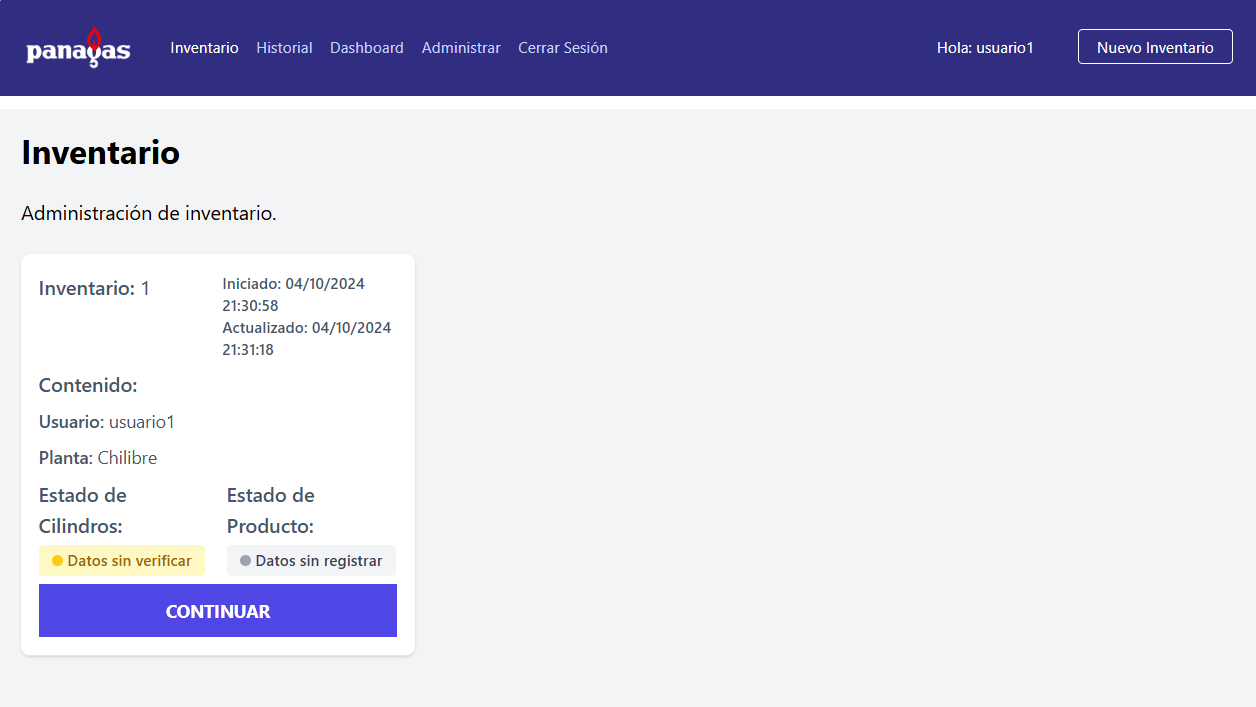 panagas
Inventario Historial Dashboard Administrar Cerrar Sesión Hola: usuario1 Nuevo Inventario
Inventario
Administración de inventario.
Inventario: 1
Iniciado: 04/10/2024
21:30:58
Actualizado: 04/10/2024
21:31:18
Contenido:
Usuario: usuario1
Planta: Chilibre
Estado de
Cilindros:
Datos sin verificar
Estado de
Producto:
Datos sin registrar
CONTINUAR